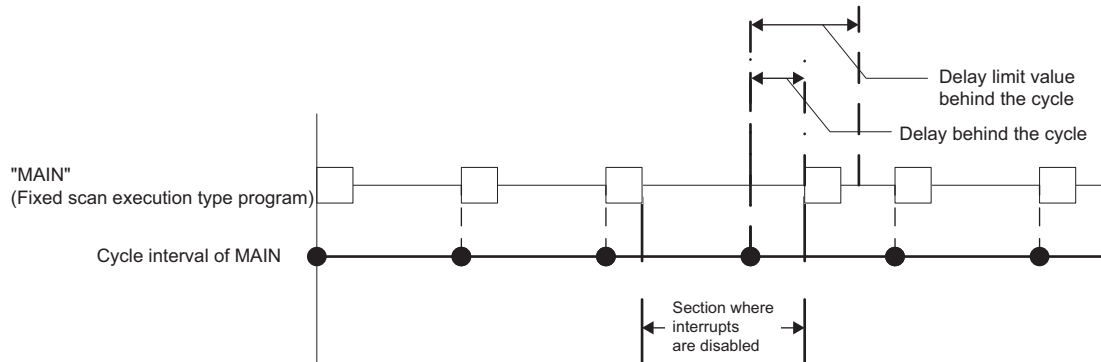 Delay limit value
behind the cycle
Delay behind the cycle
"MAIN"
(Fixed scan execution type program)
Cycle interval of MAIN
Section where
interrupts
are disabled